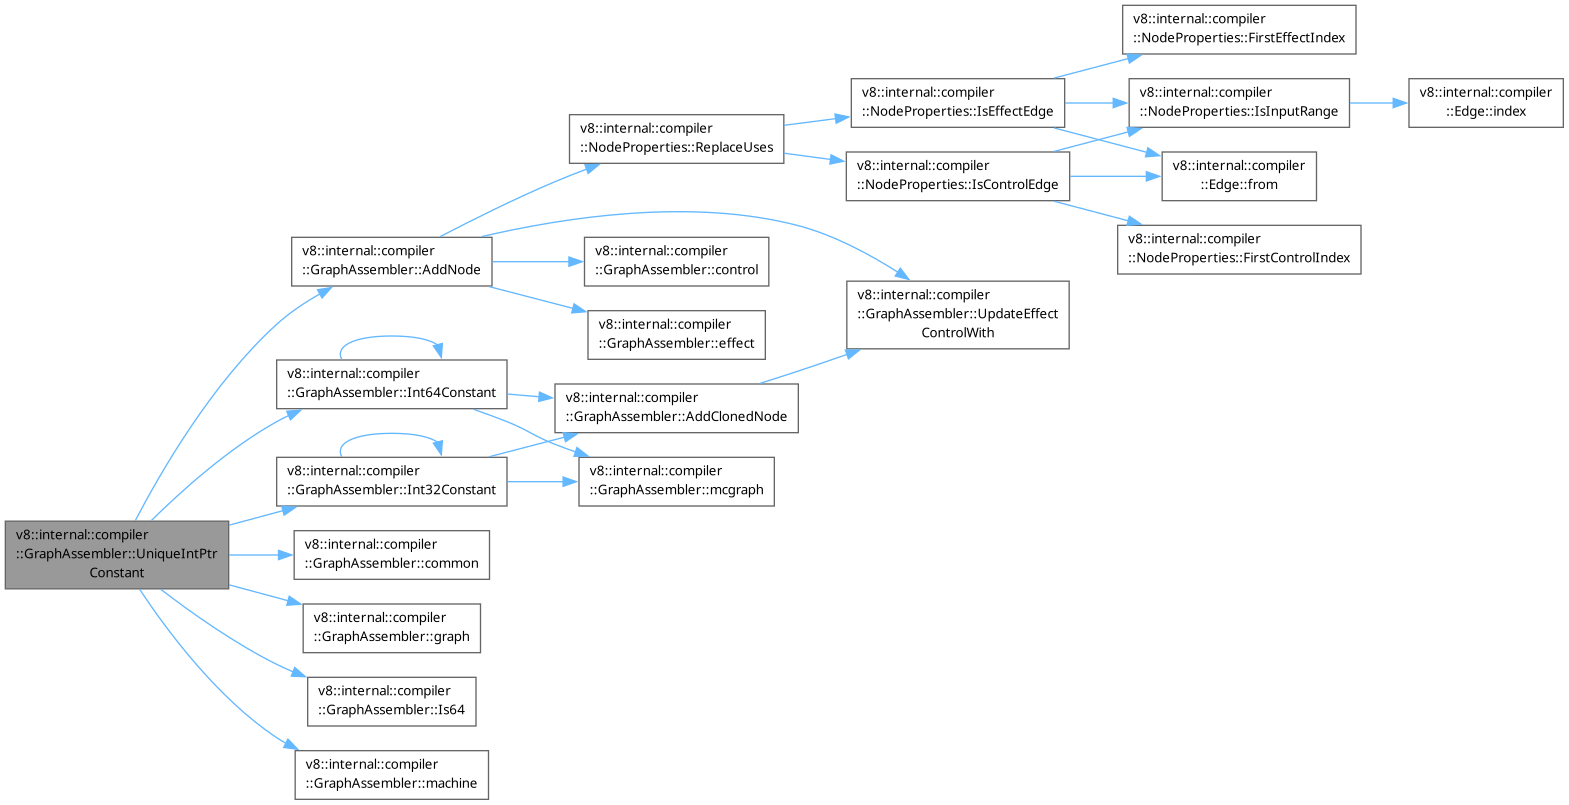 v8::internal::compiler
::NodeProperties::FirstEffectIndex
v8::internal::compiler
::NodeProperties::IsEffectEdge
v8::internal::compiler
::NodeProperties::IsInputRange
v8::internal::compiler
::Edge::index
v8::internal::compiler
::NodeProperties::ReplaceUses
v8::internal::compiler
::NodeProperties::IsControlEdge
v8::internal::compiler
::Edge::from
v8::internal::compiler
::NodeProperties::FirstControlIndex
v8::internal::compiler
::GraphAssembler::AddNode
v8::internal::compiler
::GraphAssembler::control
v8::internal::compiler
::GraphAssembler::UpdateEffect
ControlWith
v8::internal::compiler
::GraphAssembler::effect
v8::internal::compiler
::GraphAssembler::Int64Constant
v8::internal::compiler
::GraphAssembler::AddClonedNode
v8::internal::compiler
::GraphAssembler::Int32Constant
v8::internal::compiler
::GraphAssembler::mcgraph
v8::internal::compiler
::GraphAssembler::UniqueIntPtr
Constant
v8::internal::compiler
::GraphAssembler::common
v8::internal::compiler
::GraphAssembler::graph
v8::internal::compiler
::GraphAssembler::Is64
v8::internal::compiler
::GraphAssembler::machine